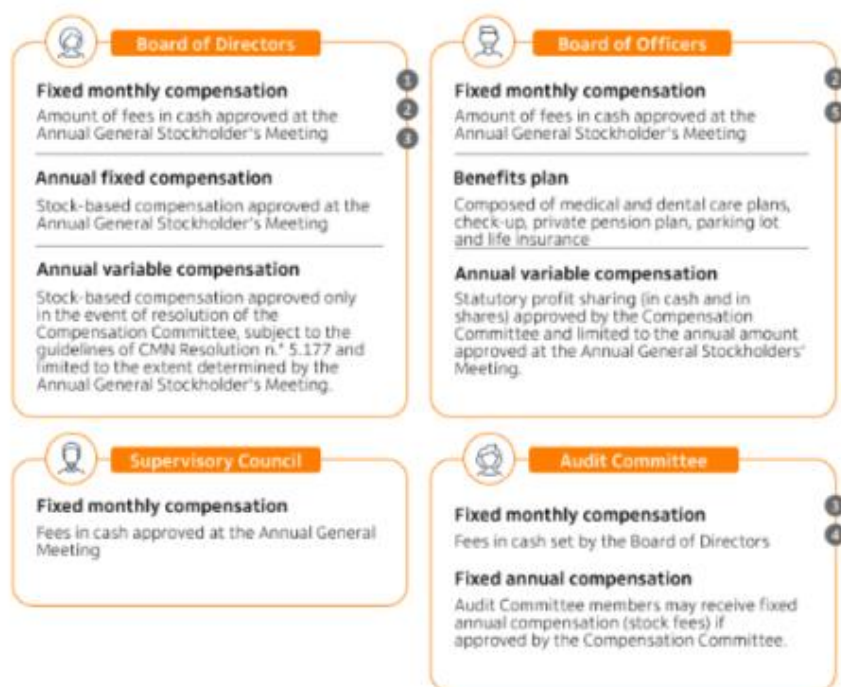 Board of Directors
Fixed monthly compensation
Amount of fees in cash approved at the
Annual General Stockholder's Meeting
1
2
3
Annual fixed compensation
Stock-based compensation approved at the
Annual General Stockholder's Meeting
Annual variable compensation
Stock-based compensation approved only
in the event of resolution of the
Compensation Committee, subject to the
guidelines of CMN Resolution n.° 5.177 and
limited to the extent determined by the
Annual General Stockholder's Meeting.
Board of Officers
Fixed monthly compensation
Amount of fees in cash approved at the
Annual General Stockholder's Meeting
2
5
Benefits plan
Composed of medical and dental care plans,
check-up, private pension plan, parking lot
and life insurance
Annual variable compensation
Statutory profit sharing (in cash and in
shares) approved by the Compensation
Committee and limited to the annual amount
approved at the Annual General Stockholders'
Meeting.
Supervisory Council
Fixed monthly compensation
Fees in cash approved at the Annual General
Meeting
Audit Committee
Fixed monthly compensation
Fees in cash set by the Board of Directors
3
4
Fixed annual compensation
Audit Committee members may receive fixed
annual compensation (stock fees) if
approved by the Compensation Committee.